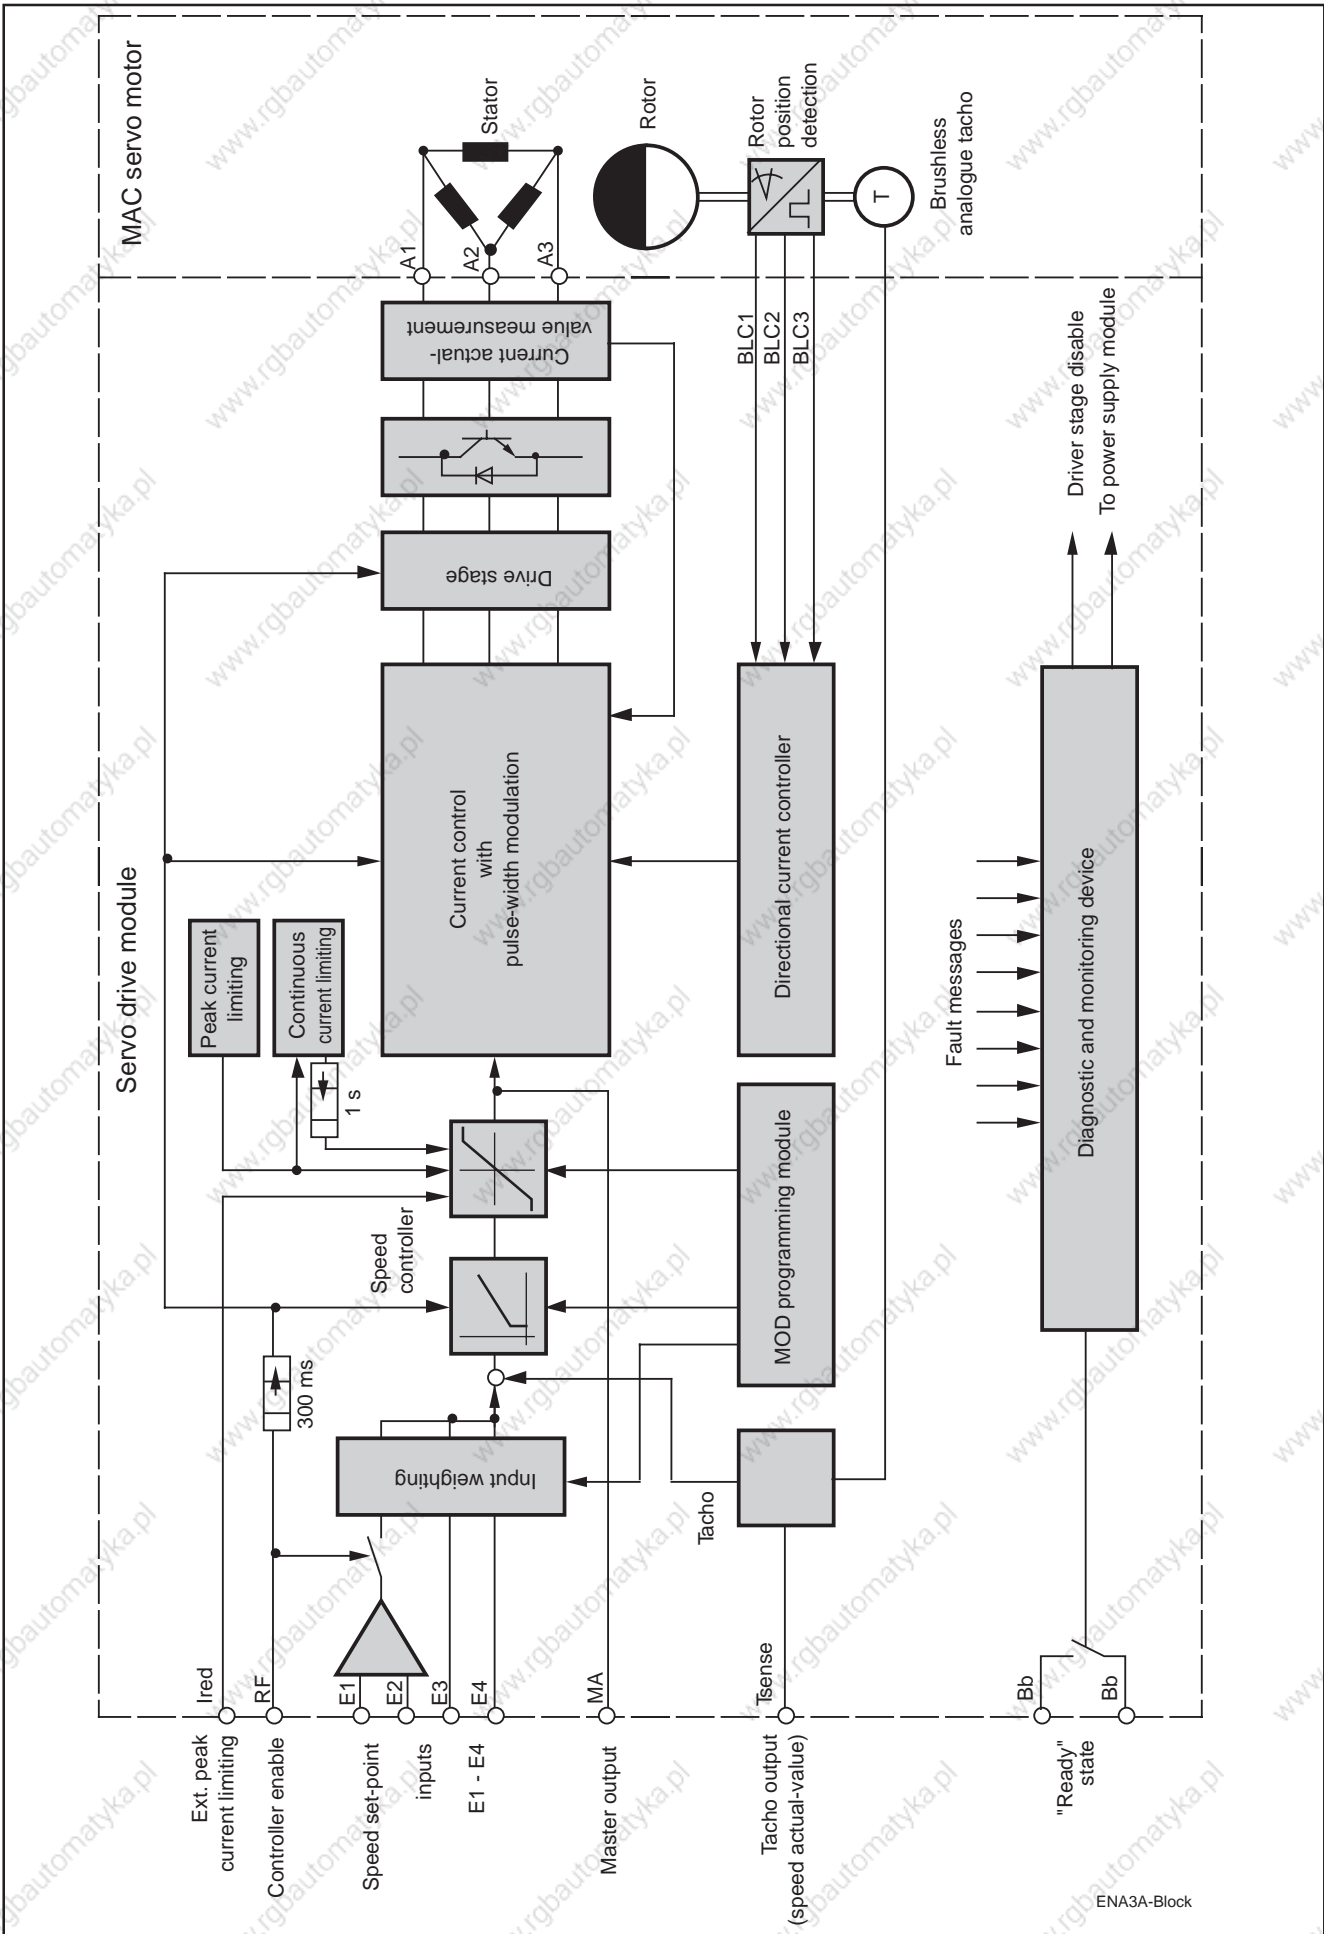 MAC servo motor
Servo drive module
Stator
Rotor
Rotor
position
detection
Brushless
analogue tacho
T
A1
A2
A3
Current actual-
value measurement
BLC1
BLC2
BLC3
Drive stage
Driver stage disable
To power supply module
Peak current
limiting
Continuous
current limiting
1 s
Current control
with
pulse-width modulation
Directional current controller
Fault messages
Diagnostic and monitoring device
Speed
controller
MOD programming module
300 ms
Input weighting
Tacho
Ired
RF
E1
E2
E3
E4
MA
Tsense
Bb
Bb
Ext. peak
current limiting
Controller enable
Speed set-point
inputs
E1 - E4
Master output
Tacho output
(speed actual-value)
"Ready"
state
ENA3A-Block
www.rgbautomatyka.pl